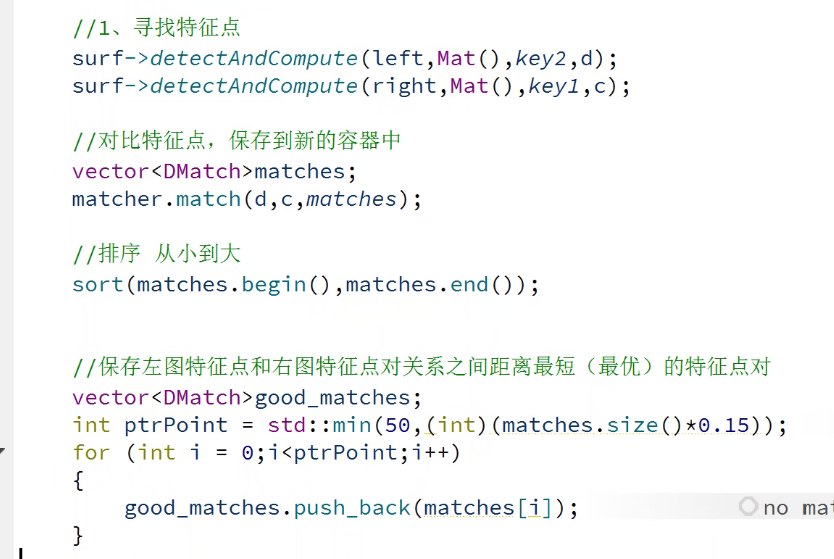 //1、寻找特征点
surf->detectAndCompute(left,Mat(),key2,d);
surf->detectAndCompute(right,Mat(),key1,c);
//对比特征点，保存到新的容器中
vector<DMatch>matches;
matcher.match(d,c,matches);
//排序 从小到大
sort(matches.begin(),matches.end());
//保存左图特征点和右图特征点对关系之间距离最短（最优）的特征点对
vector<DMatch>good_matches;
int ptrPoint = std::min(50,(int)(matches.size()*0.15));
for (int i = 0;i<ptrPoint;i++)
{
good_matches.push_back(matches[i]);
no mat
}